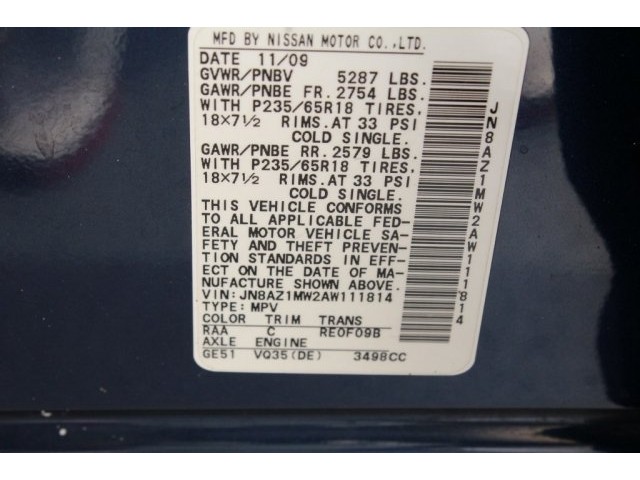 MFD BY NISSAN MOTOR CO.,LTD.
DATE 11/09
GVWR/PNBV 5287 LBS.
GAWR/PNBE FR. 2754 LBS.
WITH P235/65R18 TIRES,
18×7½ RIMS. AT 33 PSI
COLD SINGLE.
GAWR/PNBE RR. 2579 LBS.
WITH P235/65R18 TIRES,
18×7½ RIMS. AT 33 PSI
COLD SINGLE.
THIS VEHICLE CONFORMS
TO ALL APPLICABLE FED-
ERAL MOTOR VEHICLE SA-
FETY AND THEFT PREVEN-
TION STANDARDS IN EFF-
ECT ON THE DATE OF MA-
NUFACTURE SHOWN ABOVE.
VIN: JN8AZ1MW2AW111814
TYPE: MPV
COLOR TRIM TRANS
RAA C RE0F09B
AXLE ENGINE
GE51 VQ35(DE) 3498CC
JN8AZ1MW2AW111814